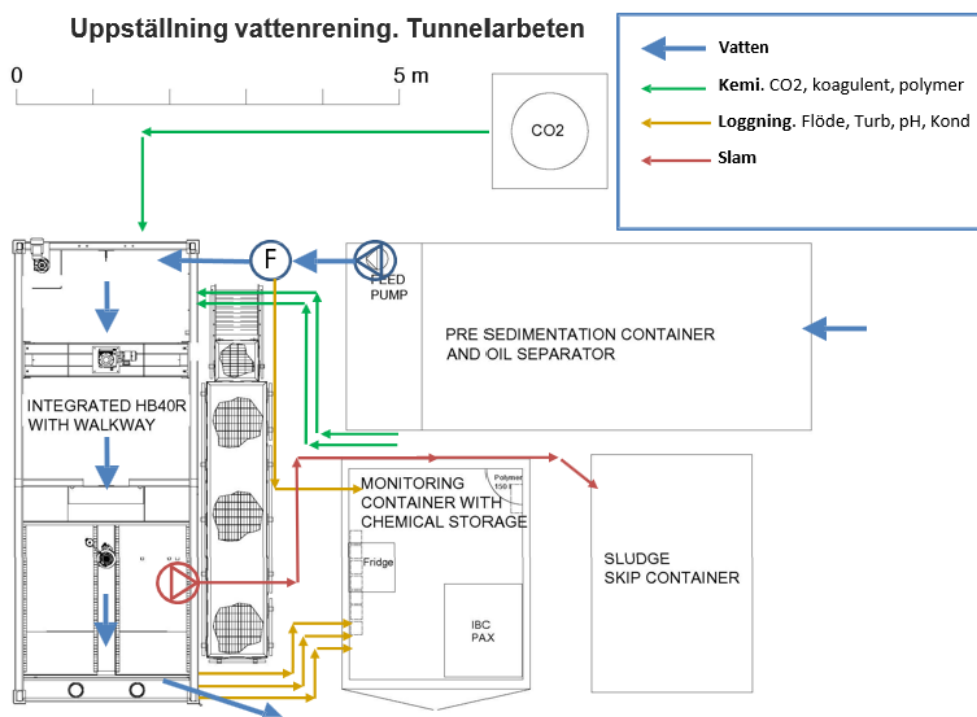 Uppställning vattenrening. Tunnelarbeten
0 5 m
Vatten
Kemi. CO2, koagulent, polymer
Loggning. Flöde, Turb, pH, Kond
Slam
CO2
F
FEED
PUMP
PRE SEDIMENTATION CONTAINER
AND OIL SEPARATOR
INTEGRATED HB40R
WITH WALKWAY
MONITORING
CONTAINER WITH
CHEMICAL STORAGE
Polymer
150 l
Fridge
IBC
PAX
SLUDGE
SKIP CONTAINER